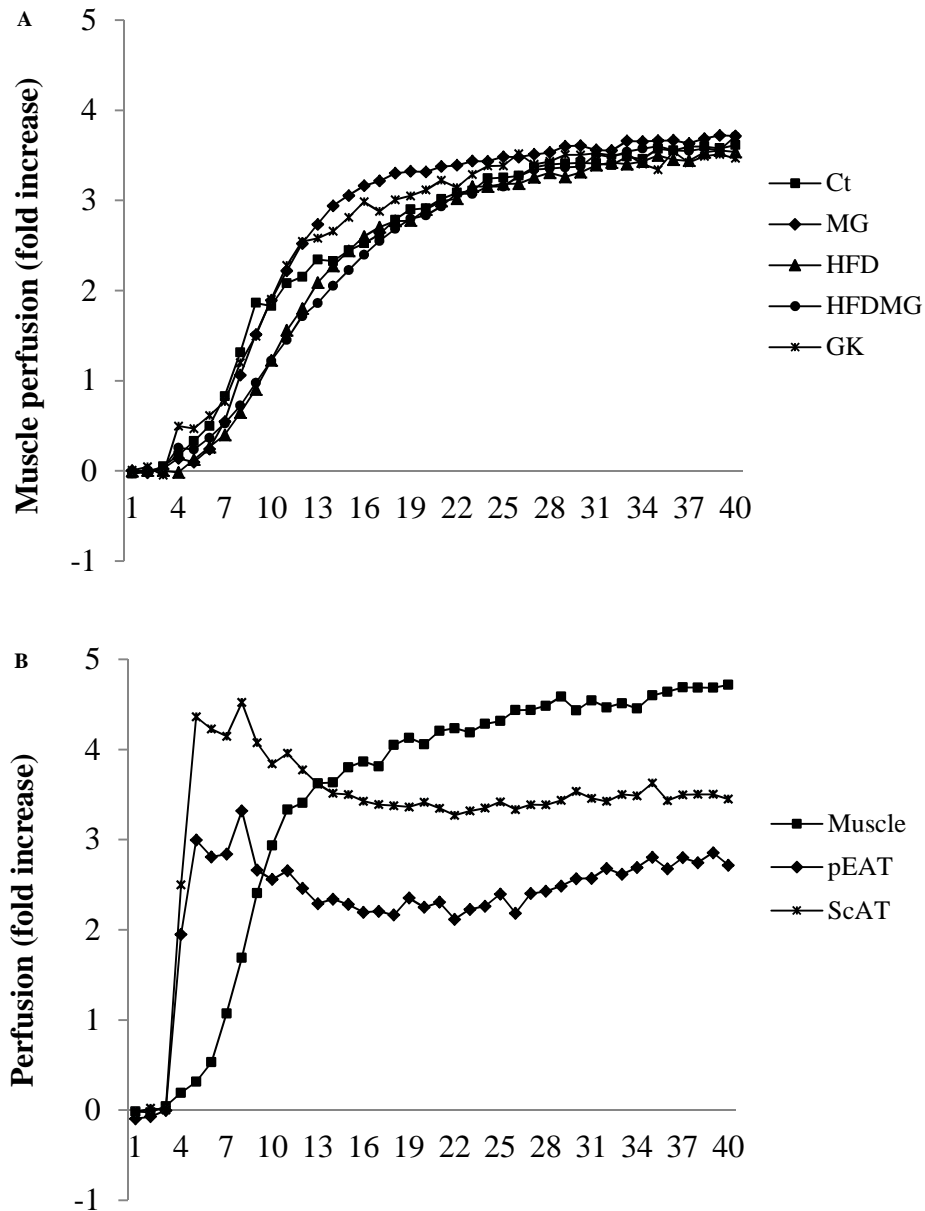 A
Muscle perfusion (fold increase)
5
4
3
2
1
0
-1
1 4 7 10 13 16 19 22 25 28 31 34 37 40
Ct
MG
HFD
HFDMG
GK
B
Perfusion (fold increase)
5
4
3
2
1
0
-1
1 4 7 10 13 16 19 22 25 28 31 34 37 40
Muscle
pEAT
ScAT